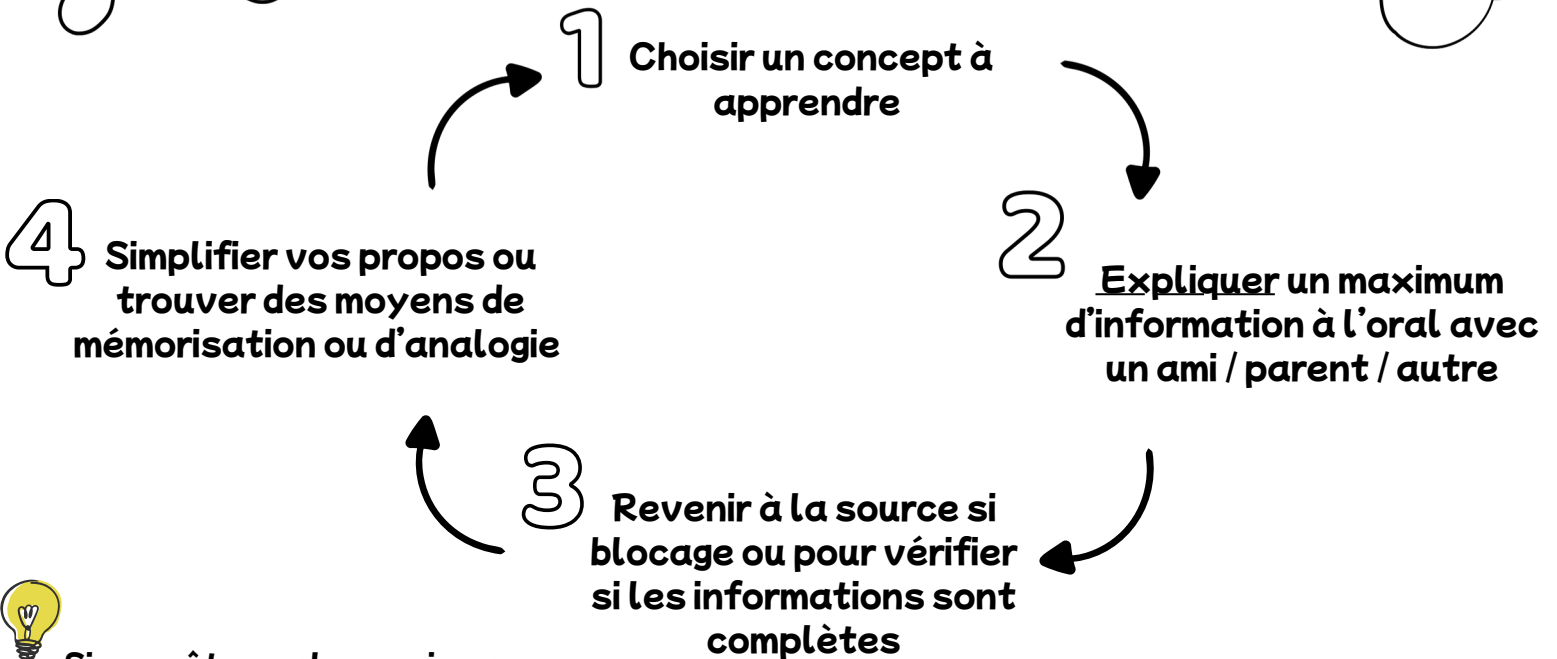 1
Choisir un concept à
apprendre
2
Expliquer un maximum
d'information à l'oral avec
un ami / parent / autre
3
Revenir à la source si
blocage ou pour vérifier
si les informations sont
complètes
4
Simplifier vos propos ou
trouver des moyens de
mémorisation ou d'analogie